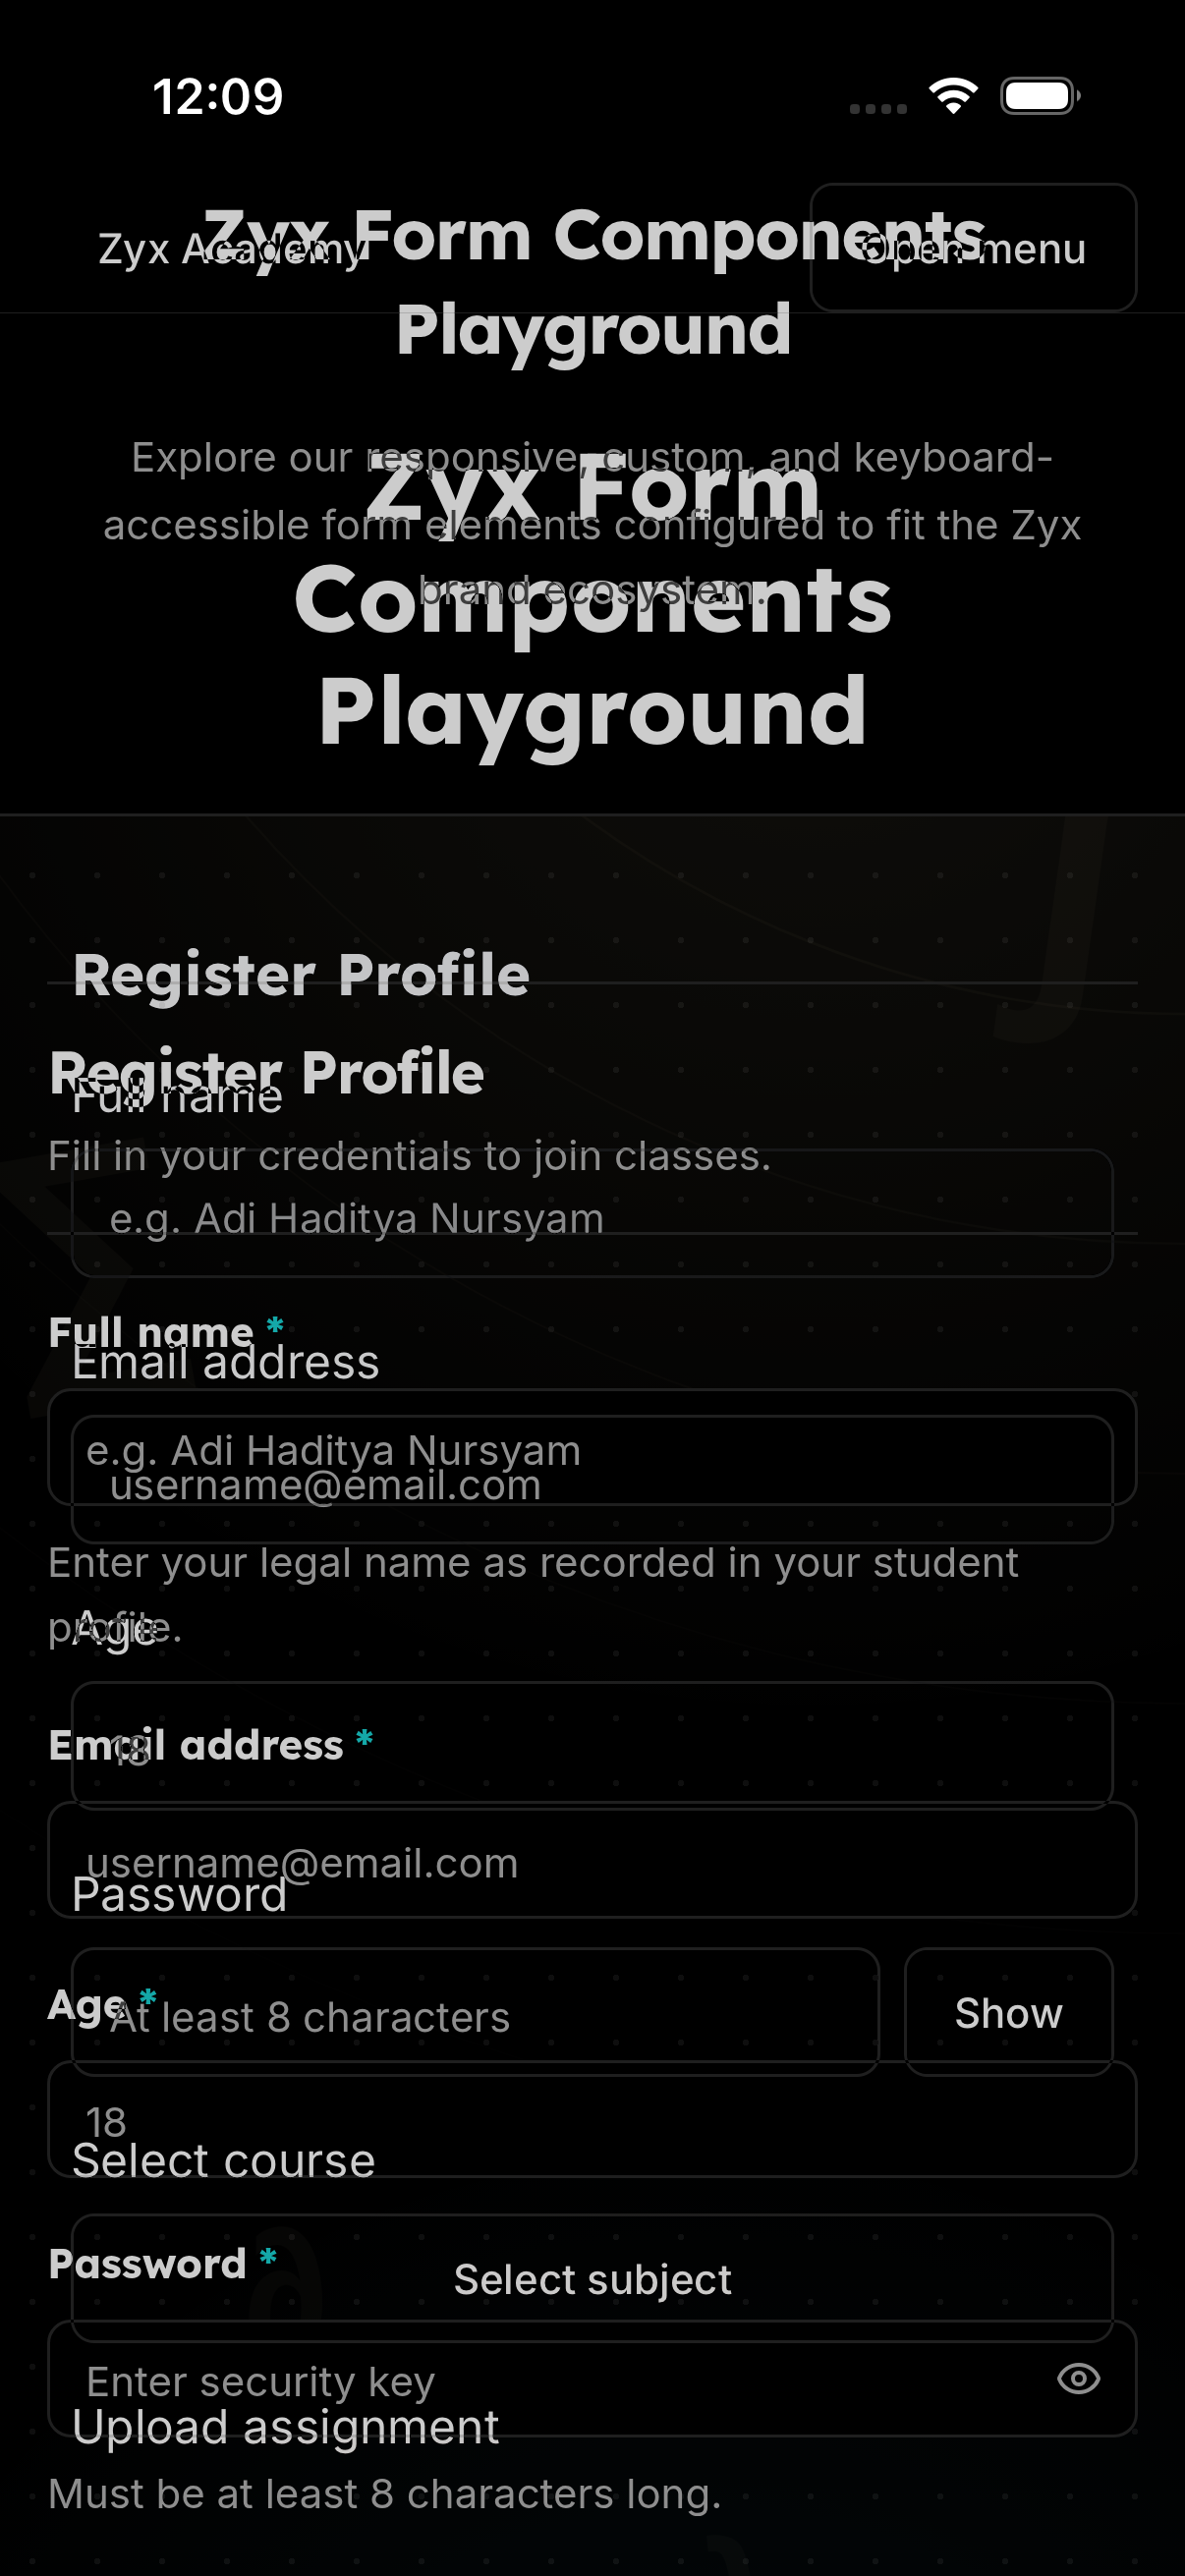 12:09
Zyx Form Components
Zyx Academy
Open menu
Playground
Explore our responsive, custom, and keyboard-
Zyx Form
accessible form elements configured to fit the Zyx
brand ecosystem.
Components
Playground
Register Profile
Register Profile
Full name
Fill in your credentials to join classes.
e.g. Adi Haditya Nursyam
Full name *
Email address
e.g. Adi Haditya Nursyam
username@email.com
Enter your legal name as recorded in your student
profile.
Age
Email address *
18
username@email.com
Password
Age *
At least 8 characters
Show
18
Select course
Password *
Select subject
Enter security key
Upload assignment
Must be at least 8 characters long.